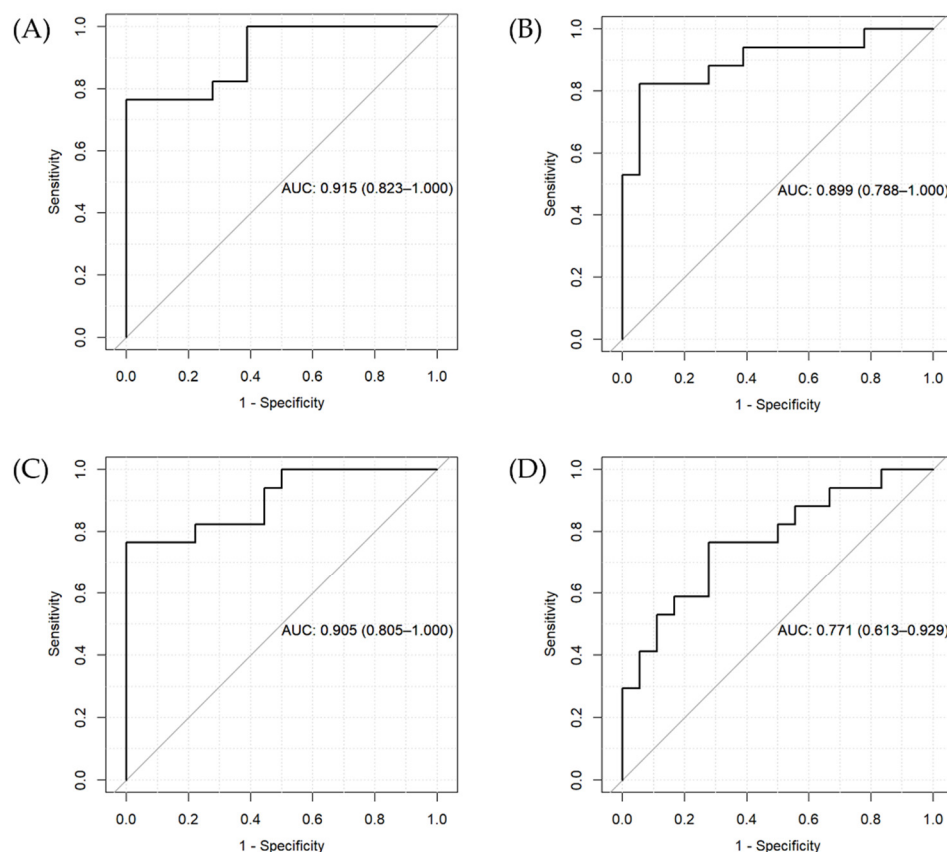 (A)
1.0
0.8
0.6
0.4
0.2
0.0
Sensitivity
AUC: 0.915 (0.823–1.000)
0.0 0.2 0.4 0.6 0.8 1.0
1 - Specificity
(B)
1.0
0.8
0.6
0.4
0.2
0.0
Sensitivity
AUC: 0.899 (0.788–1.000)
0.0 0.2 0.4 0.6 0.8 1.0
1 - Specificity
(C)
1.0
0.8
0.6
0.4
0.2
0.0
Sensitivity
AUC: 0.905 (0.805–1.000)
0.0 0.2 0.4 0.6 0.8 1.0
1 - Specificity
(D)
1.0
0.8
0.6
0.4
0.2
0.0
Sensitivity
AUC: 0.771 (0.613–0.929)
0.0 0.2 0.4 0.6 0.8 1.0
1 - Specificity